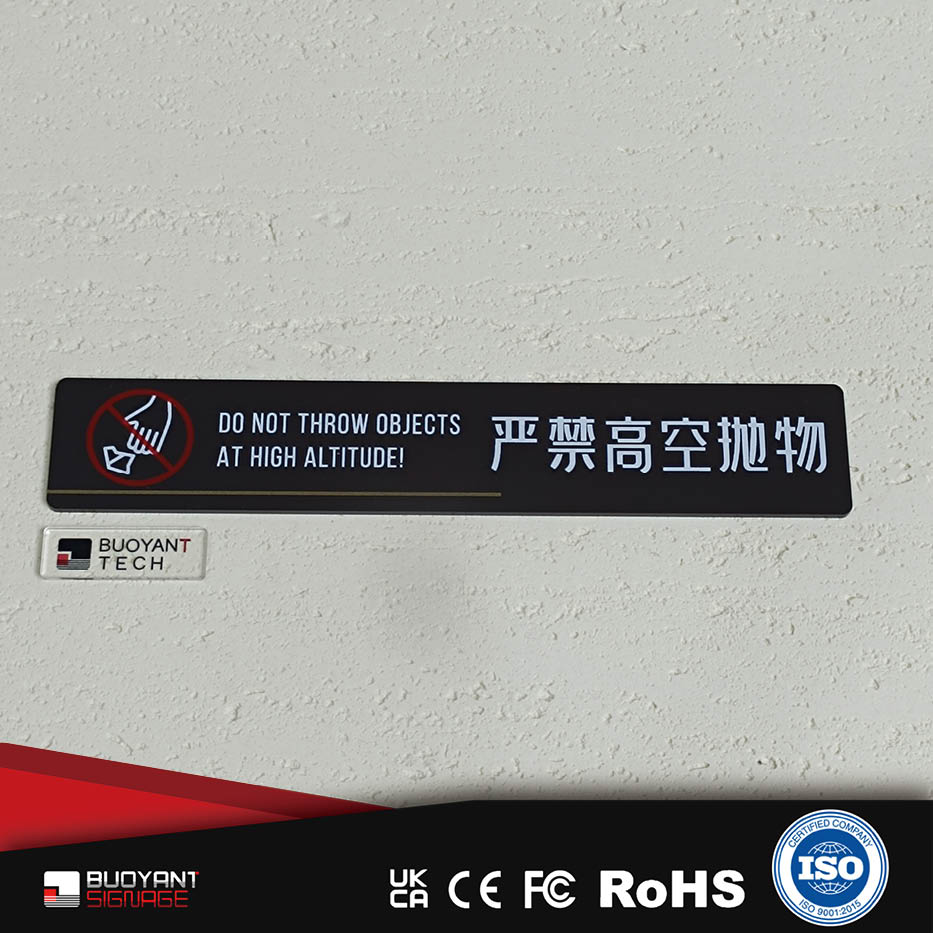 DO NOT THROW OBJECTS
AT HIGH ALTITUDE!
严禁高空抛物
BUOYANT
TECH
BUOYANT
SIGNAGE
UK
CA
CE
FC
RoHS
CERTIFIED COMPANY
ISO
ISO 9001:2015